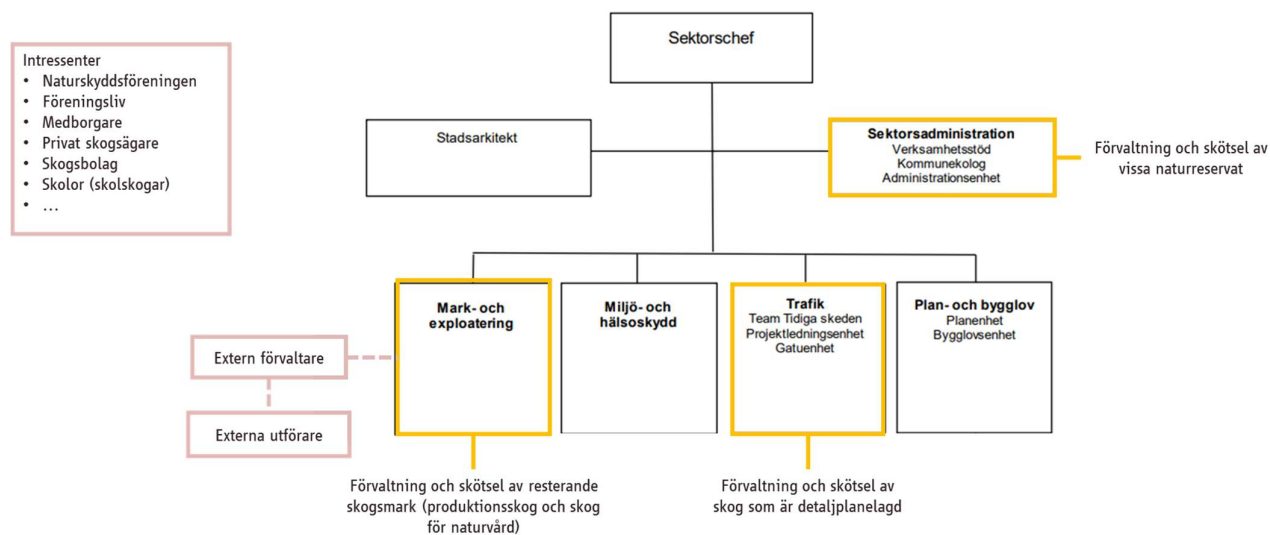 Sektorschef
Intressenter
• Naturskyddsföreningen
• Föreningsliv
• Medborgare
• Privat skogsägare
• Skogsbolag
• Skolor (skolskogar)
• ...
Stadsarkitekt
Sektorsadministration
Verksamhetsstöd
Kommunekolog
Administrationsenhet
Förvaltning och skötsel av
vissa naturreservat
Mark- och
exploatering
Miljö- och
hälsoskydd
Trafik
Team Tidiga skeden
Projektledningsenhet
Gatuenhet
Plan- och bygglov
Planenhet
Bygglovsenhet
Extern förvaltare
Externa utförare
Förvaltning och skötsel av resterande
skogsmark (produktionsskog och skog
för naturvård)
Förvaltning och skötsel av
skog som är detaljplanelagd